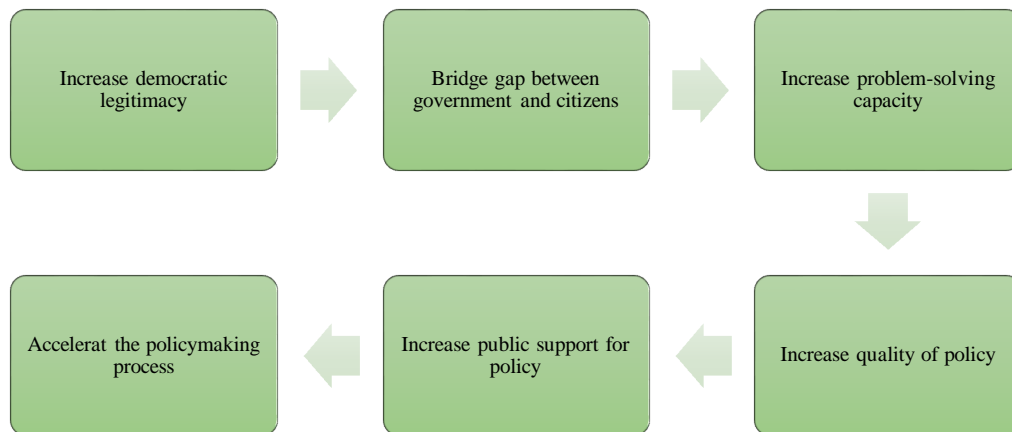 Increase democratic
legitimacy
Bridge gap between
government and citizens
Increase problem-solving
capacity
Increase quality of policy
Increase public support for
policy
Accelerat the policymaking
process